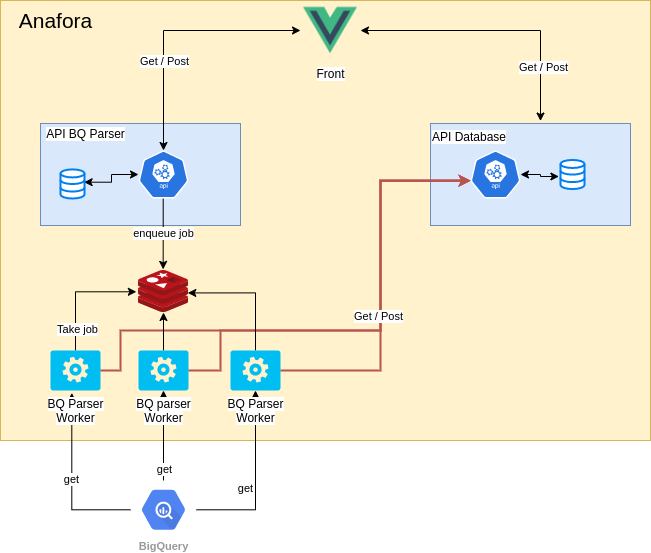 Anafora
Get / Post
Front
Get / Post
API BQ Parser
api
API Database
api
enqueue job
Take job
Get / Post
BQ Parser
Worker
BQ parser
Worker
BQ Parser
Worker
get
get
get
BigQuery